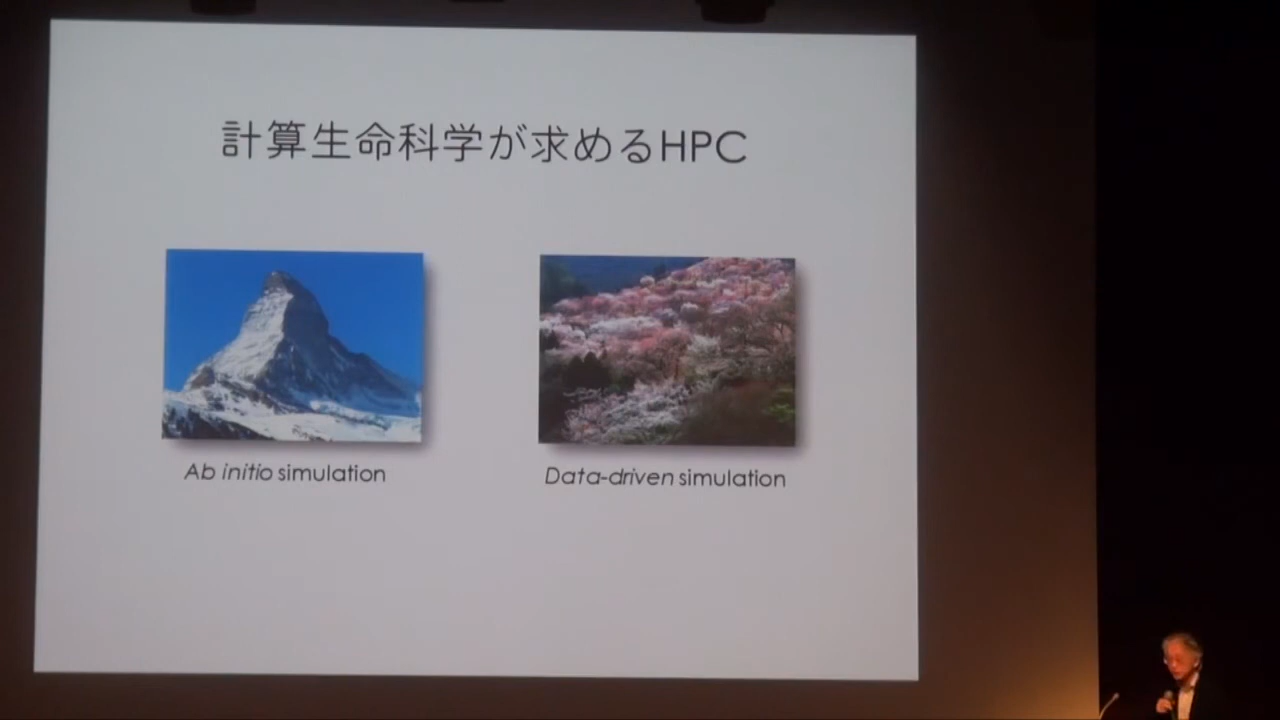 計算生命科学が求めるHPC
Ab initio simulation
Data-driven simulation